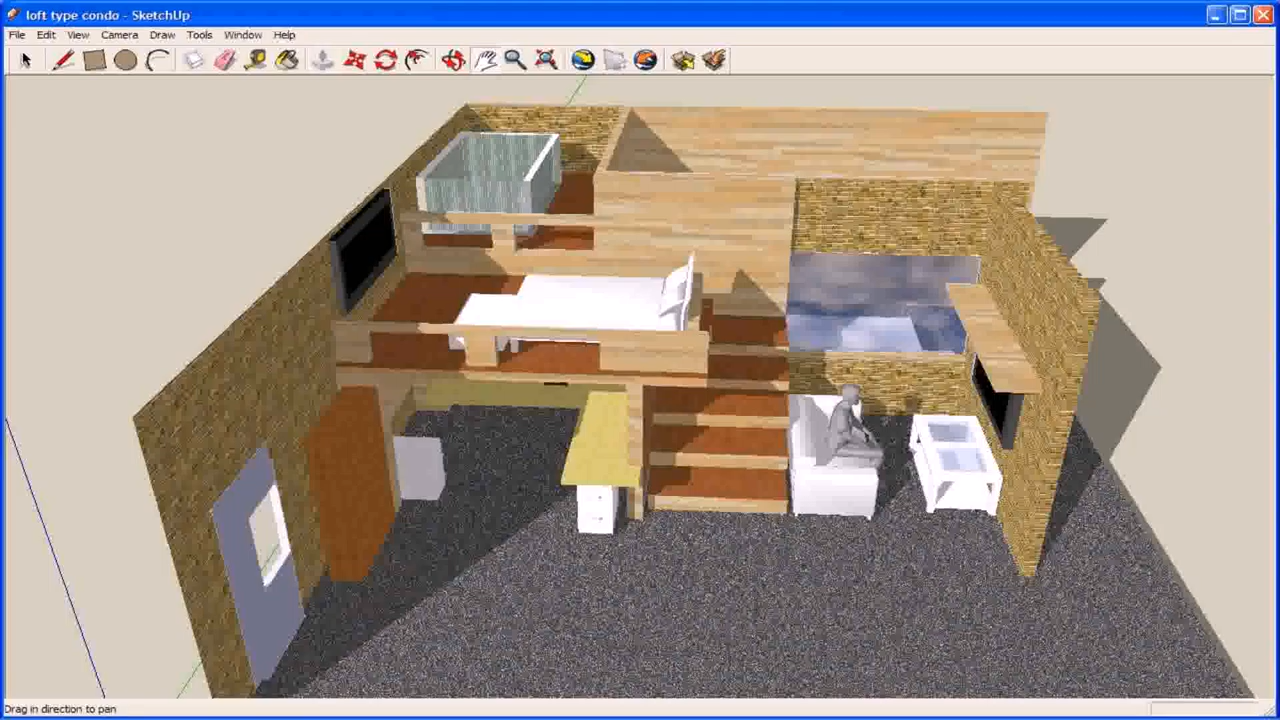 loft type condo - SketchUp
File Edit View Camera Draw Tools Window Help
Drag in direction to pan